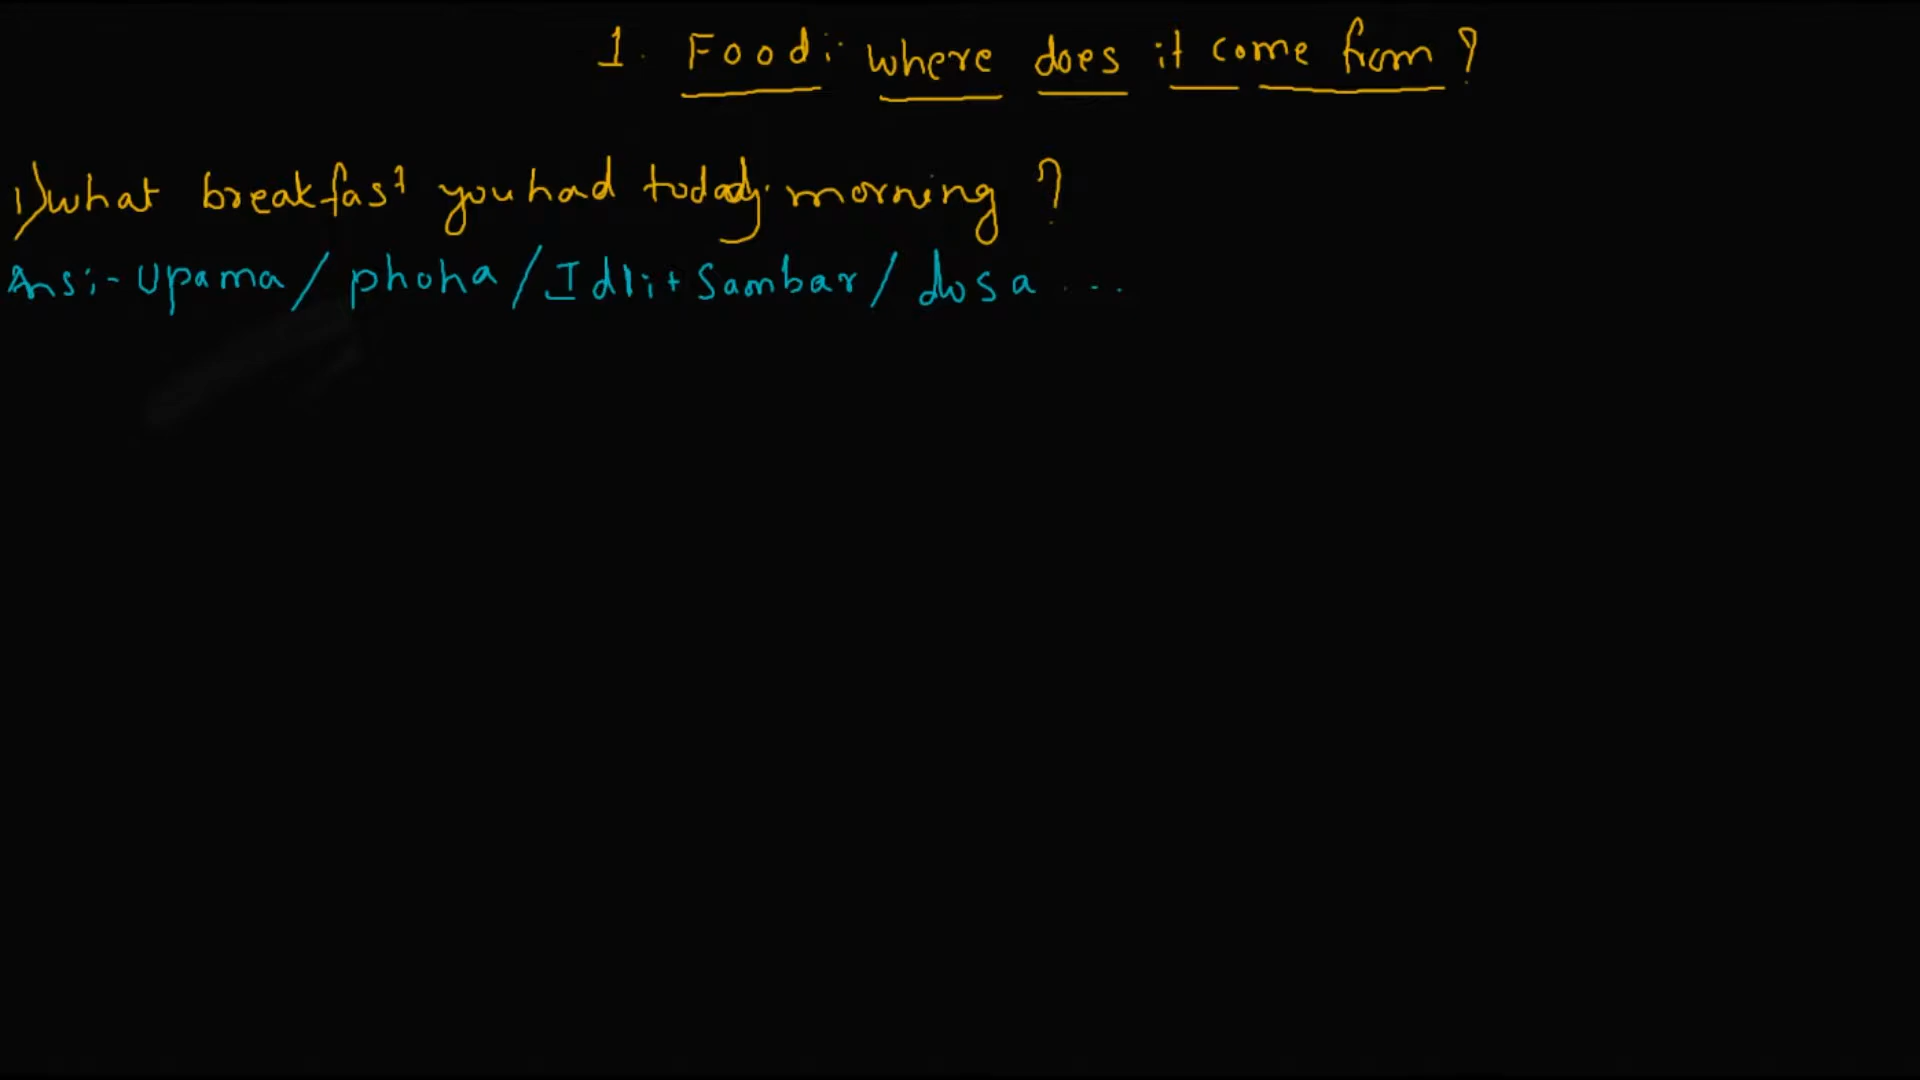 1. Food: where does it come from?
1) what breakfast you had today morning ?
Ans:- Upama / phoha / Idli + Sambar / dosa ...